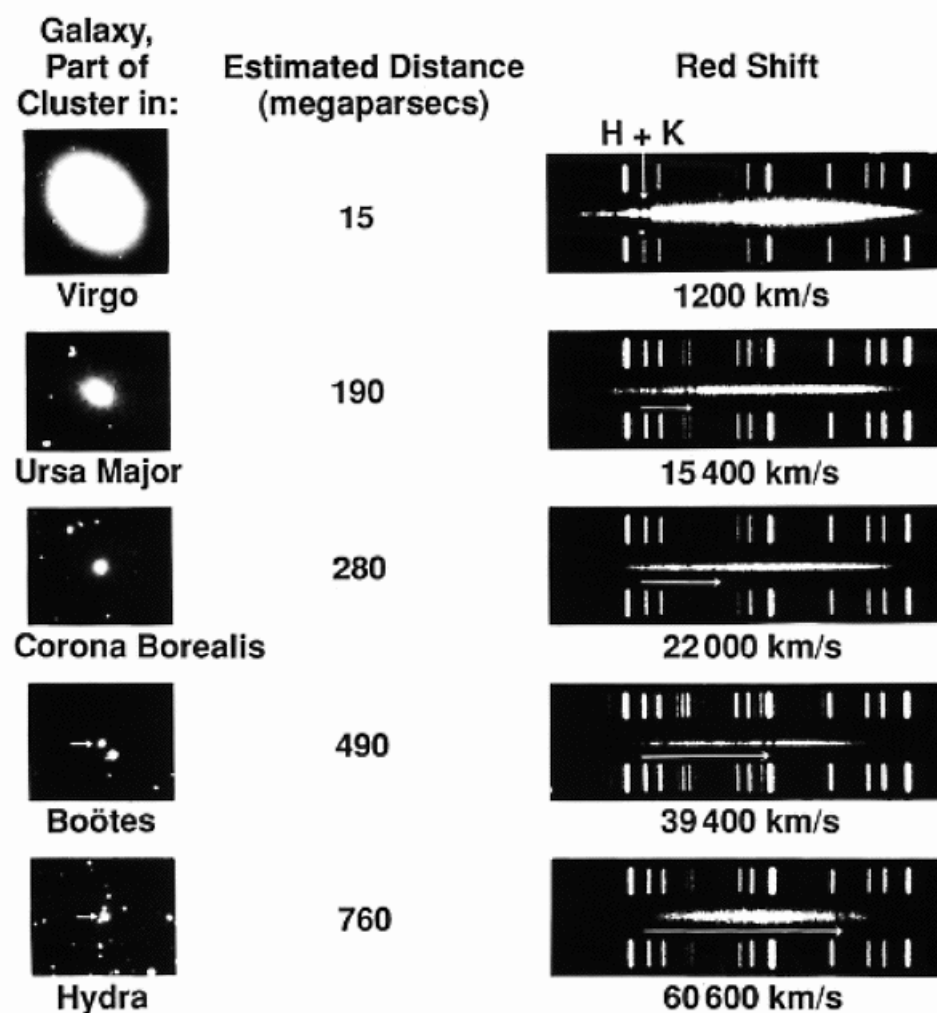 Galaxy,
Part of
Cluster in:
Estimated Distance
(megaparsecs)
Red Shift
H + K
15
Virgo
1200 km/s
190
Ursa Major
15 400 km/s
280
Corona Borealis
22 000 km/s
490
Boötes
39 400 km/s
760
Hydra
60 600 km/s